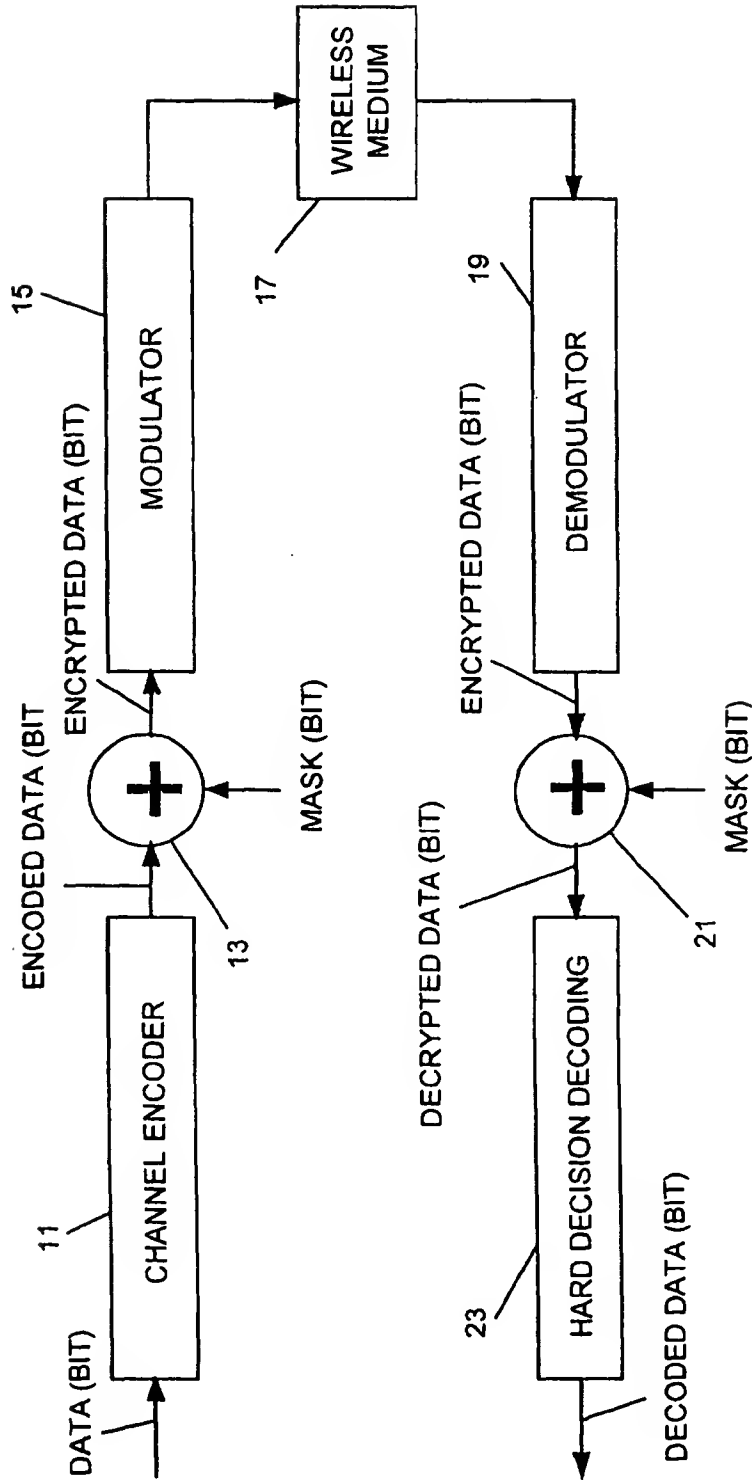 DATA (BIT)
11
CHANNEL ENCODER
ENCODED DATA (BIT
13
MASK (BIT)
ENCRYPTED DATA (BIT)
15
MODULATOR
17
WIRELESS
MEDIUM
19
DEMODULATOR
ENCRYPTED DATA (BIT)
MASK (BIT)
21
DECRYPTED DATA (BIT)
23
HARD DECISION DECODING
DECODED DATA (BIT)